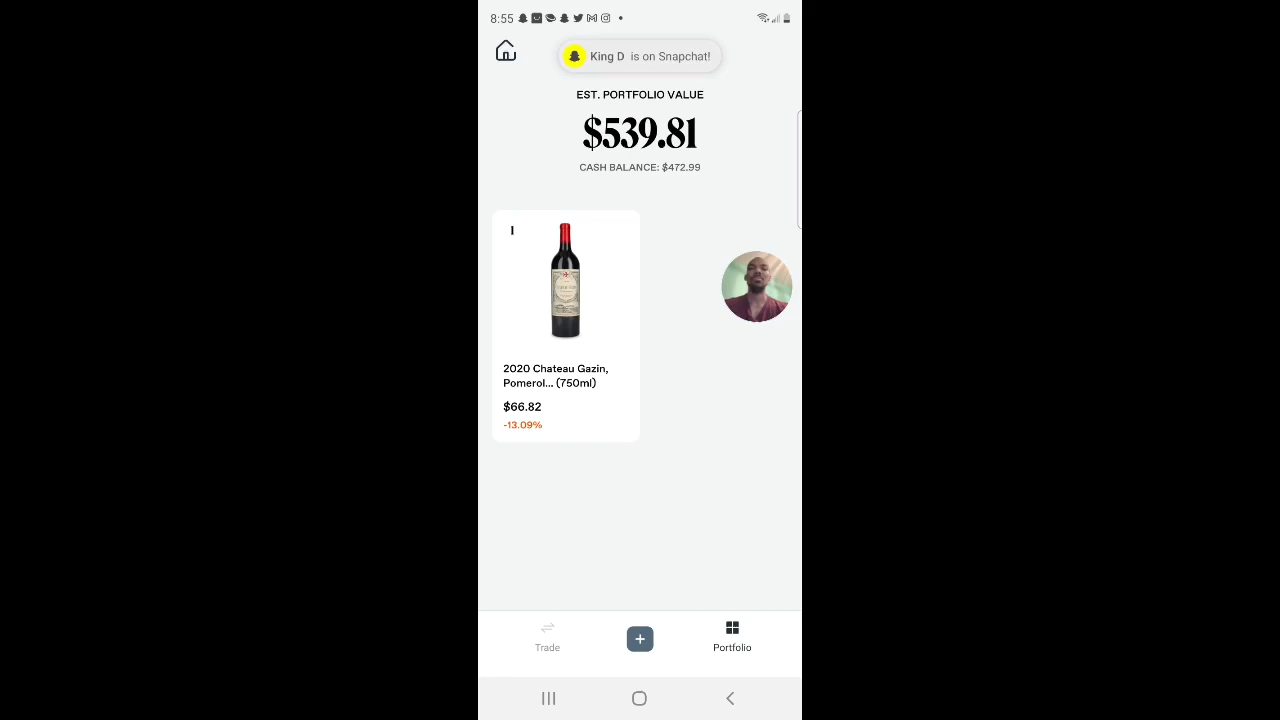 8:55
King D is on Snapchat!
EST. PORTFOLIO VALUE
$539.81
CASH BALANCE: $472.99
1
2020 Chateau Gazin,
Pomerol... (750ml)
$66.82
-13.09%
Trade
Portfolio